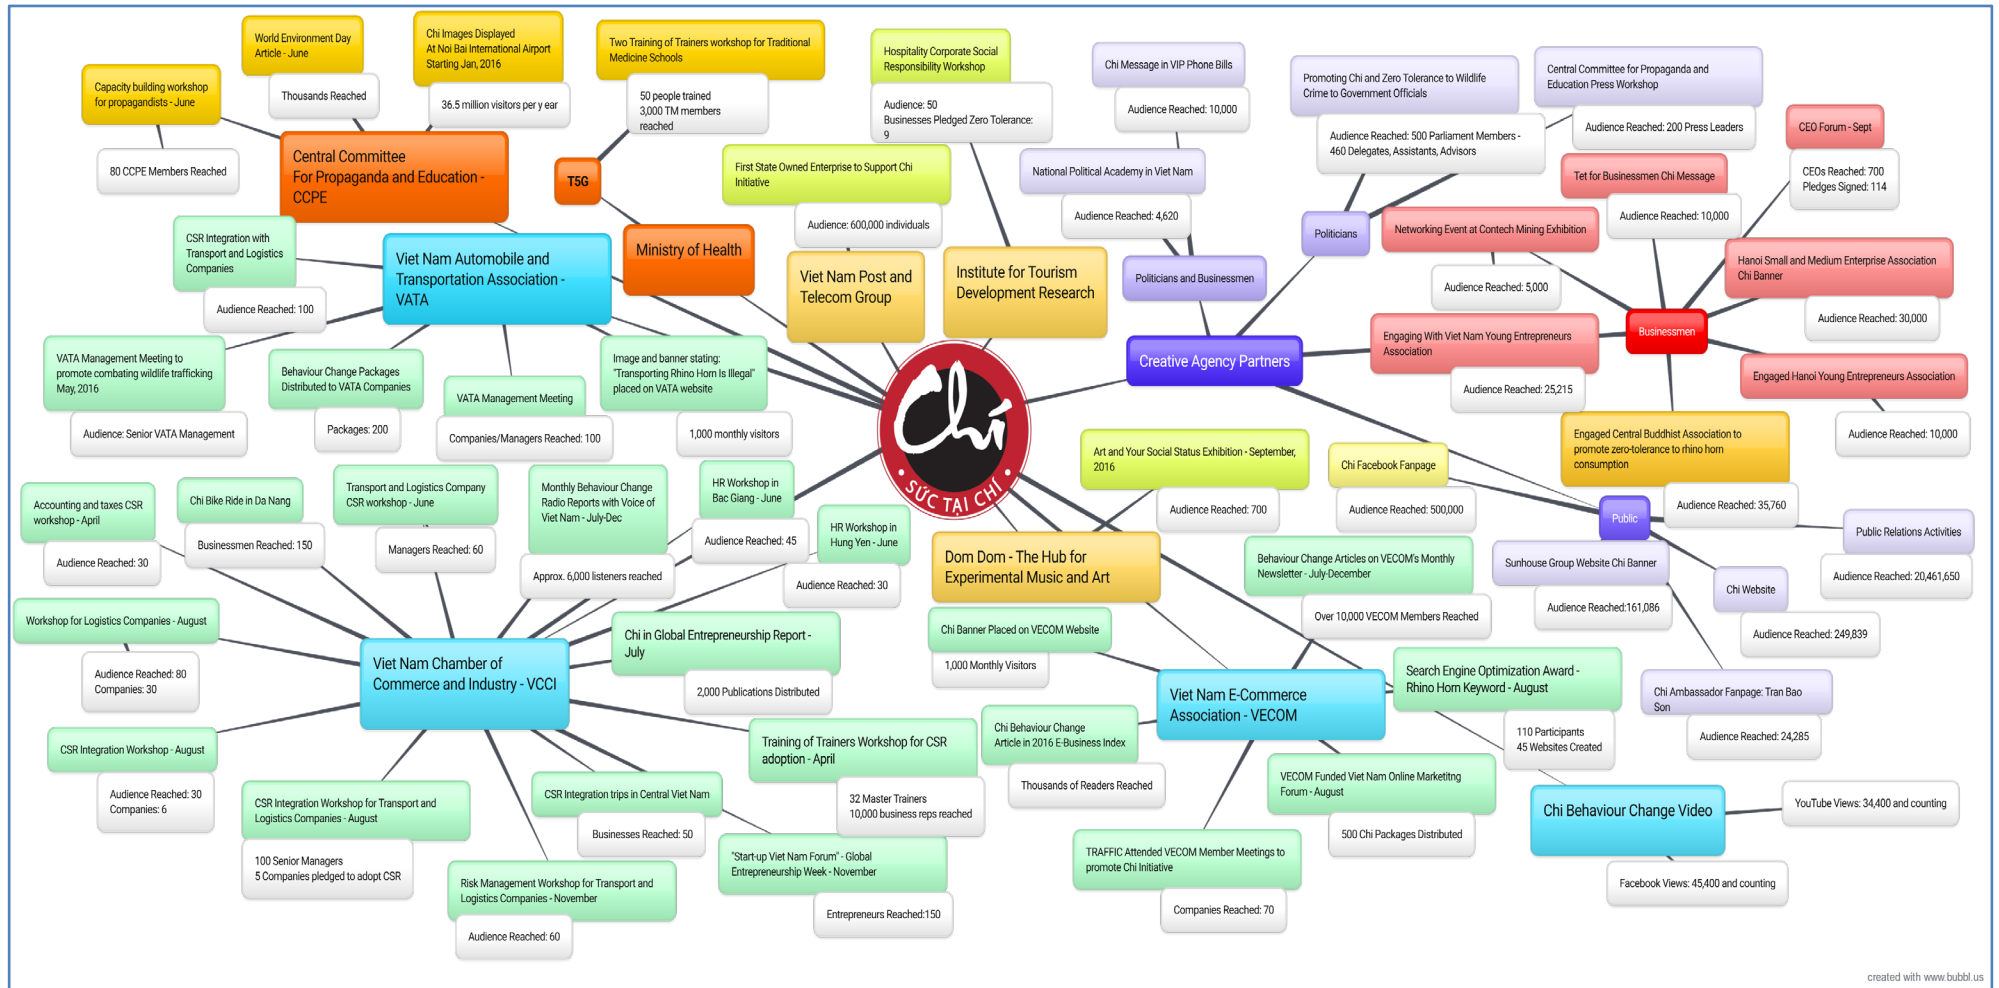 World Environment Day
Article - June
Thousands Reached
Chi Images Displayed
At Noi Bai International Airport
Starting Jan, 2016
36.5 million visitors per y ear
Two Training of Trainers workshop for Traditional
Medicine Schools
50 people trained
3,000 TM members
reached
Capacity building workshop
for propagandists - June
80 CCPE Members Reached
Central Committee
For Propaganda and Education -
CCPE
T5G
Ministry of Health
Hospitality Corporate Social
Responsibility Workshop
Audience: 50
Businesses Pledged Zero Tolerance:
9
First State Owned Enterprise to Support Chi
Initiative
Audience: 600,000 individuals
Viet Nam Post and
Telecom Group
Institute for Tourism
Development Research
Chi Message in VIP Phone Bills
Audience Reached: 10,000
National Political Academy in Viet Nam
Audience Reached: 4,620
Politicians and Businessmen
Promoting Chi and Zero Tolerance to Wildlife
Crime to Government Officials
Audience Reached: 500 Parliament Members -
460 Delegates, Assistants, Advisors
Central Committee for Propaganda and
Education Press Workshop
Audience Reached: 200 Press Leaders
Politicians
CEO Forum - Sept
CEOs Reached: 700
Pledges Signed: 114
Tet for Businessmen Chi Message
Audience Reached: 10,000
Networking Event at Contech Mining Exhibition
Audience Reached: 5,000
Hanoi Small and Medium Enterprise Association
Chi Banner
Audience Reached: 30,000
Businessmen
Engaging With Viet Nam Young Entrepreneurs
Association
Audience Reached: 25,215
Engaged Hanoi Young Entrepreneurs Association
Audience Reached: 10,000
Creative Agency Partners
Engaged Central Buddhist Association to
promote zero-tolerance to rhino horn
consumption
Audience Reached: 35,760
CSR Integration with
Transport and Logistics
Companies
Audience Reached: 100
Viet Nam Automobile and
Transportation Association -
VATA
VATA Management Meeting to
promote combating wildlife trafficking
May, 2016
Audience: Senior VATA Management
Behaviour Change Packages
Distributed to VATA Companies
Packages: 200
VATA Management Meeting
Companies/Managers Reached: 100
Image and banner stating:
"Transporting Rhino Horn Is Illegal"
placed on VATA website
1,000 monthly visitors
Chí
SỨC TẠI CHÍ
Art and Your Social Status Exhibition - September,
2016
Audience Reached: 700
Chi Facebook Fanpage
Audience Reached: 500,000
Public
Public Relations Activities
Audience Reached: 20,461,650
Sunhouse Group Website Chi Banner
Audience Reached:161,086
Chi Website
Audience Reached: 249,839
Chi Ambassador Fanpage: Tran Bao
Son
Audience Reached: 24,285
Accounting and taxes CSR
workshop - April
Audience Reached: 30
Chi Bike Ride in Da Nang
Businessmen Reached: 150
Transport and Logistics Company
CSR workshop - June
Managers Reached: 60
Monthly Behaviour Change
Radio Reports with Voice of
Viet Nam - July-Dec
Approx. 6,000 listeners reached
HR Workshop in
Bac Giang - June
Audience Reached: 45
HR Workshop in
Hung Yen - June
Audience Reached: 30
Dom Dom - The Hub for
Experimental Music and Art
Behaviour Change Articles on VECOM's Monthly
Newsletter - July-December
Over 10,000 VECOM Members Reached
Workshop for Logistics Companies - August
Audience Reached: 80
Companies: 30
Viet Nam Chamber of
Commerce and Industry - VCCI
Chi in Global Entrepreneurship Report -
July
2,000 Publications Distributed
Chi Banner Placed on VECOM Website
1,000 Monthly Visitors
Viet Nam E-Commerce
Association - VECOM
Search Engine Optimization Award -
Rhino Horn Keyword - August
110 Participants
45 Websites Created
Chi Behaviour Change
Article in 2016 E-Business Index
Thousands of Readers Reached
CSR Integration Workshop - August
Audience Reached: 30
Companies: 6
Training of Trainers Workshop for CSR
adoption - April
32 Master Trainers
10,000 business reps reached
VECOM Funded Viet Nam Online Marketitng
Forum - August
500 Chi Packages Distributed
CSR Integration Workshop for Transport and
Logistics Companies - August
100 Senior Managers
5 Companies pledged to adopt CSR
CSR Integration trips in Central Viet Nam
Businesses Reached: 50
Risk Management Workshop for Transport and
Logistics Companies - November
Audience Reached: 60
"Start-up Viet Nam Forum" - Global
Entrepreneurship Week - November
Entrepreneurs Reached:150
TRAFFIC Attended VECOM Member Meetings to
promote Chi Initiative
Companies Reached: 70
Chi Behaviour Change Video
YouTube Views: 34,400 and counting
Facebook Views: 45,400 and counting
created with www.bubbl.us